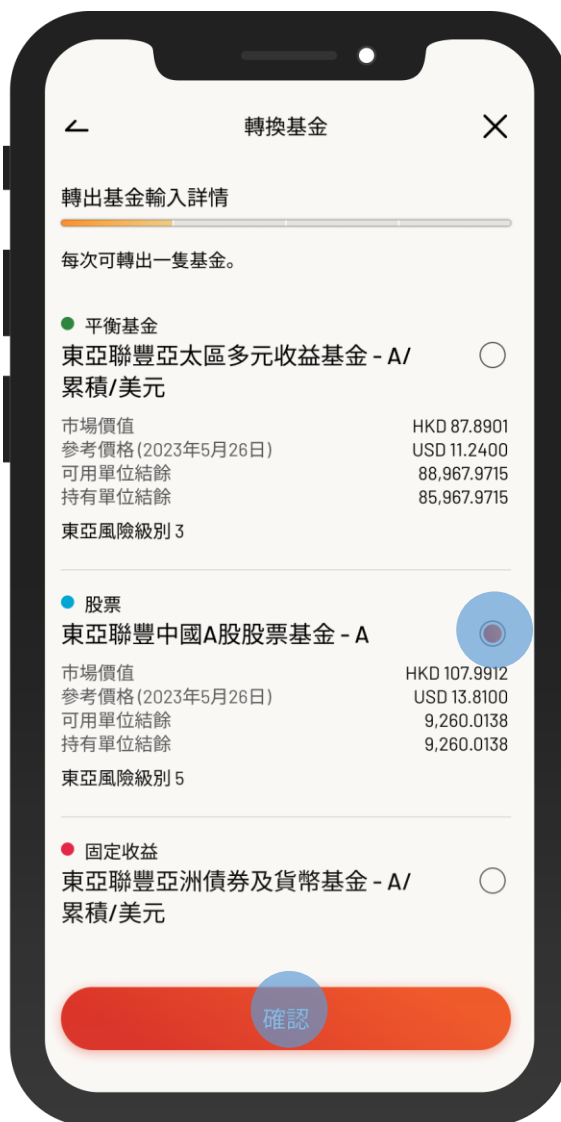 轉換基金
轉出基金輸入詳情
每次可轉出一隻基金。
平衡基金
東亞聯豐亞太區多元收益基金 - A/
累積/美元
市場價值 HKD 87.8901
參考價格 (2023年5月26日) USD 11.2400
可用單位結餘 88,967.9715
持有單位結餘 85,967.9715
東亞風險級別 3
股票
東亞聯豐中國A股股票基金 - A
市場價值 HKD 107.9912
參考價格 (2023年5月26日) USD 13.8100
可用單位結餘 9,260.0138
持有單位結餘 9,260.0138
東亞風險級別 5
固定收益
東亞聯豐亞洲債券及貨幣基金 - A/
累積/美元
確認